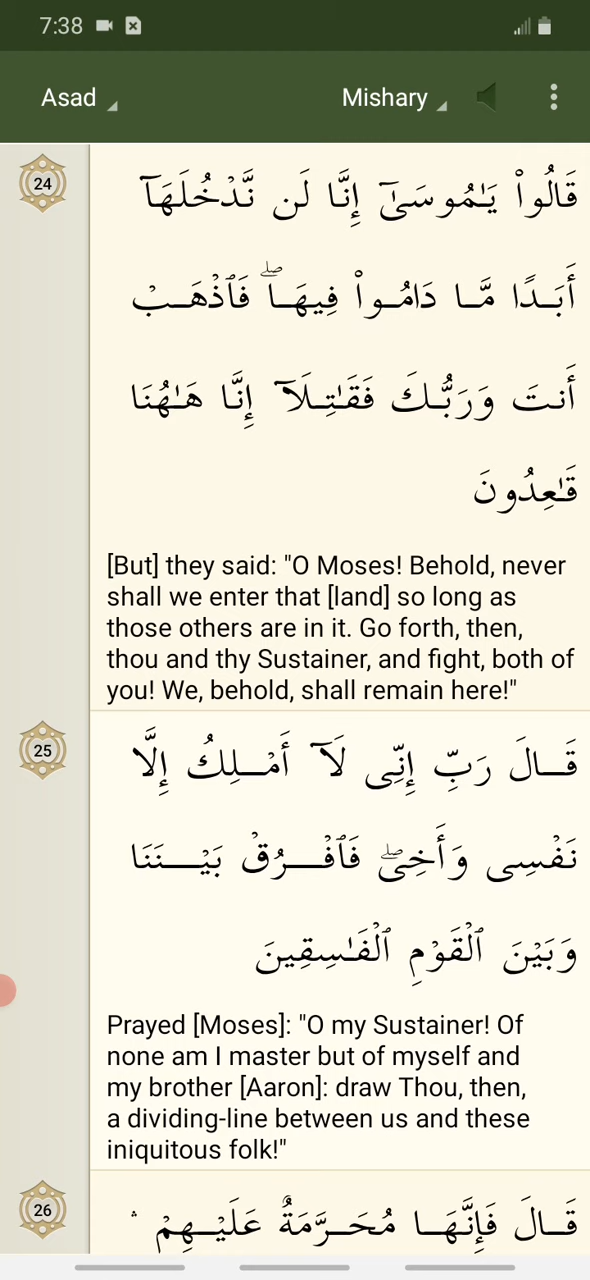 7:38
Asad
Mishary
24
قَالُوا۟ يَـٰمُوسَىٰٓ إِنَّا لَن نَّدْخُلَهَآ
أَبَدًا مَّا دَامُوا۟ فِيهَا ۖ فَٱذْهَبْ
أَنتَ وَرَبُّكَ فَقَـٰتِلَآ إِنَّا هَـٰهُنَا
قَـٰعِدُونَ
[But] they said: "O Moses! Behold, never
shall we enter that [land] so long as
those others are in it. Go forth, then,
thou and thy Sustainer, and fight, both of
you! We, behold, shall remain here!"
25
قَالَ رَبِّ إِنِّى لَآ أَمْلِكُ إِلَّا
نَفْسِى وَأَخِى ۖ فَٱفْرُقْ بَيْنَنَا
وَبَيْنَ ٱلْقَوْمِ ٱلْفَـٰسِقِينَ
Prayed [Moses]: "O my Sustainer! Of
none am I master but of myself and
my brother [Aaron]: draw Thou, then,
a dividing-line between us and these
iniquitous folk!"
26
قَالَ فَإِنَّهَا مُحَرَّمَةٌ عَلَيْهِمْ ۛ